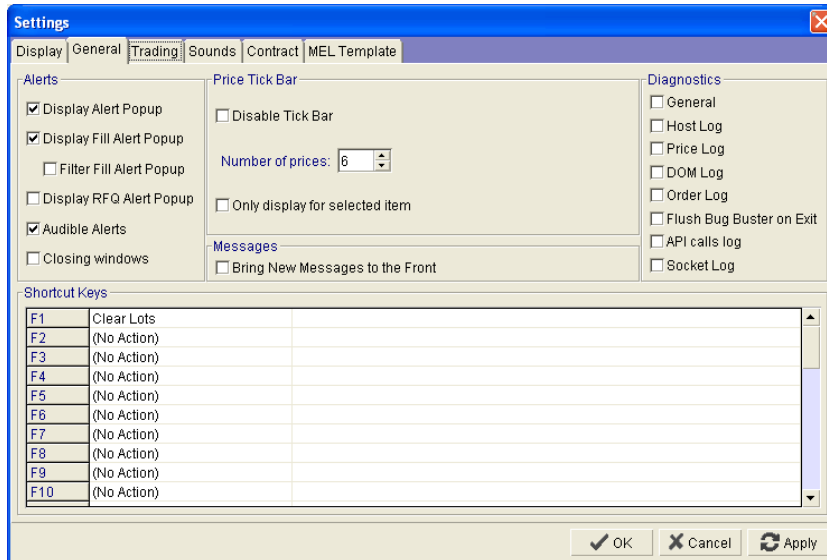 Settings
Display General Trading Sounds Contract MEL Template
Alerts
Display Alert Popup
Display Fill Alert Popup
Filter Fill Alert Popup
Display RFQ Alert Popup
Audible Alerts
Closing windows
Price Tick Bar
Disable Tick Bar
Number of prices: 6
Only display for selected item
Messages
Bring New Messages to the Front
Diagnostics
General
Host Log
Price Log
DOM Log
Order Log
Flush Bug Buster on Exit
API calls log
Socket Log
Shortcut Keys
F1 Clear Lots
F2 (No Action)
F3 (No Action)
F4 (No Action)
F5 (No Action)
F6 (No Action)
F7 (No Action)
F8 (No Action)
F9 (No Action)
F10 (No Action)
OK Cancel Apply